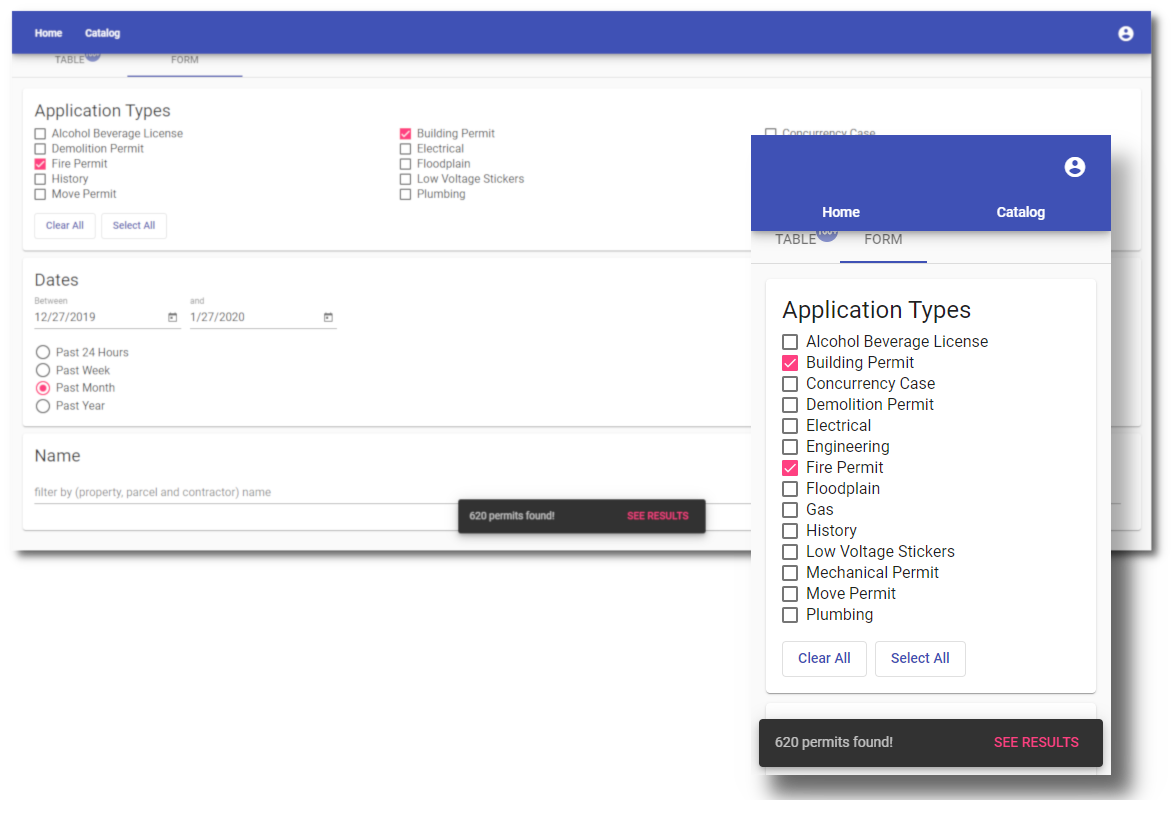 Home Catalog
TABLE FORM
Application Types
Alcohol Beverage License Building Permit Concurrency Case
Demolition Permit Electrical
Fire Permit Floodplain
History Low Voltage Stickers
Move Permit Plumbing
Clear All Select All
Dates
Between and
12/27/2019 1/27/2020
Past 24 Hours
Past Week
Past Month
Past Year
Name
filter by (property, parcel and contractor) name
620 permits found! SEE RESULTS
Home Catalog
TABLE FORM
Application Types
Alcohol Beverage License
Building Permit
Concurrency Case
Demolition Permit
Electrical
Engineering
Fire Permit
Floodplain
Gas
History
Low Voltage Stickers
Mechanical Permit
Move Permit
Plumbing
Clear All Select All
620 permits found! SEE RESULTS